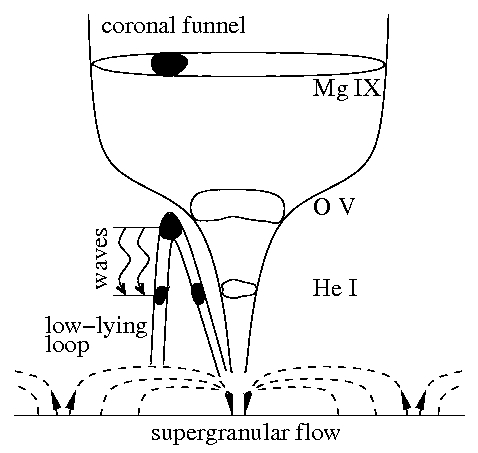 coronal funnel
Mg IX
O V
waves
He I
low-lying
loop
supergranular flow